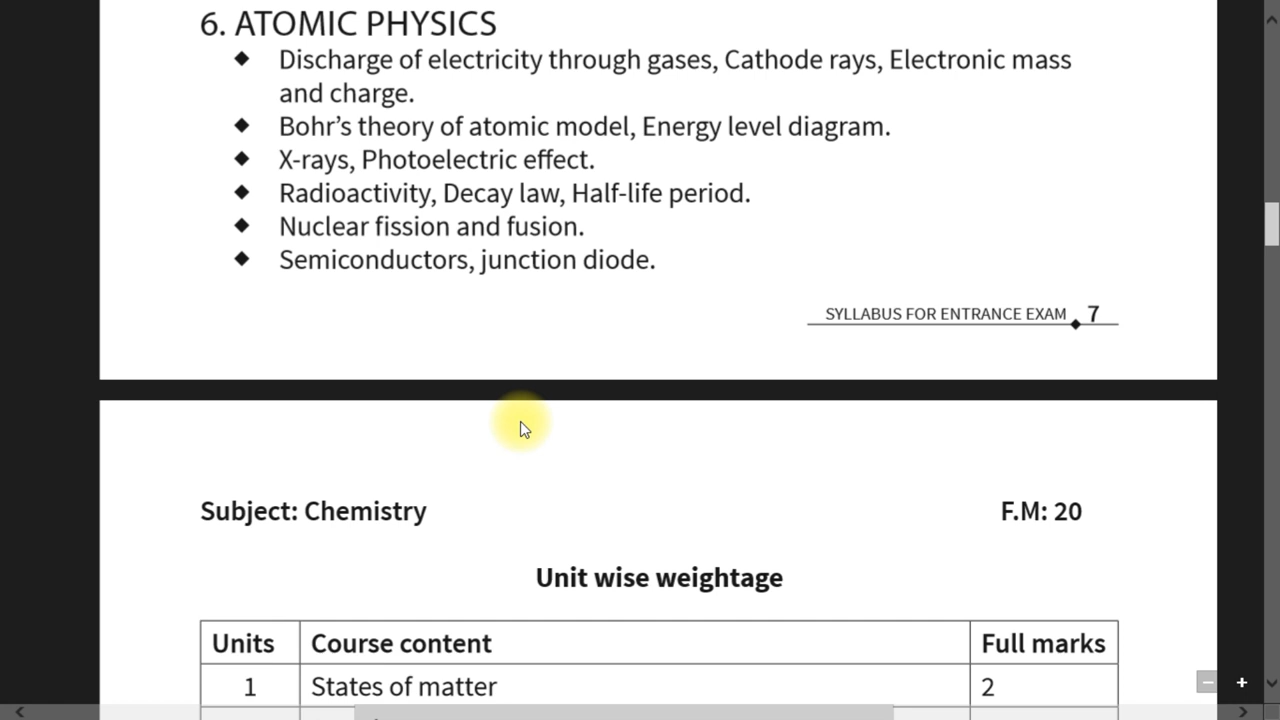 6. ATOMIC PHYSICS
◆ Discharge of electricity through gases, Cathode rays, Electronic mass
and charge.
◆ Bohr’s theory of atomic model, Energy level diagram.
◆ X-rays, Photoelectric effect.
◆ Radioactivity, Decay law, Half-life period.
◆ Nuclear fission and fusion.
◆ Semiconductors, junction diode.
SYLLABUS FOR ENTRANCE EXAM ◆ 7
Subject: Chemistry F.M: 20
Unit wise weightage
Units Course content Full marks
1 States of matter 2